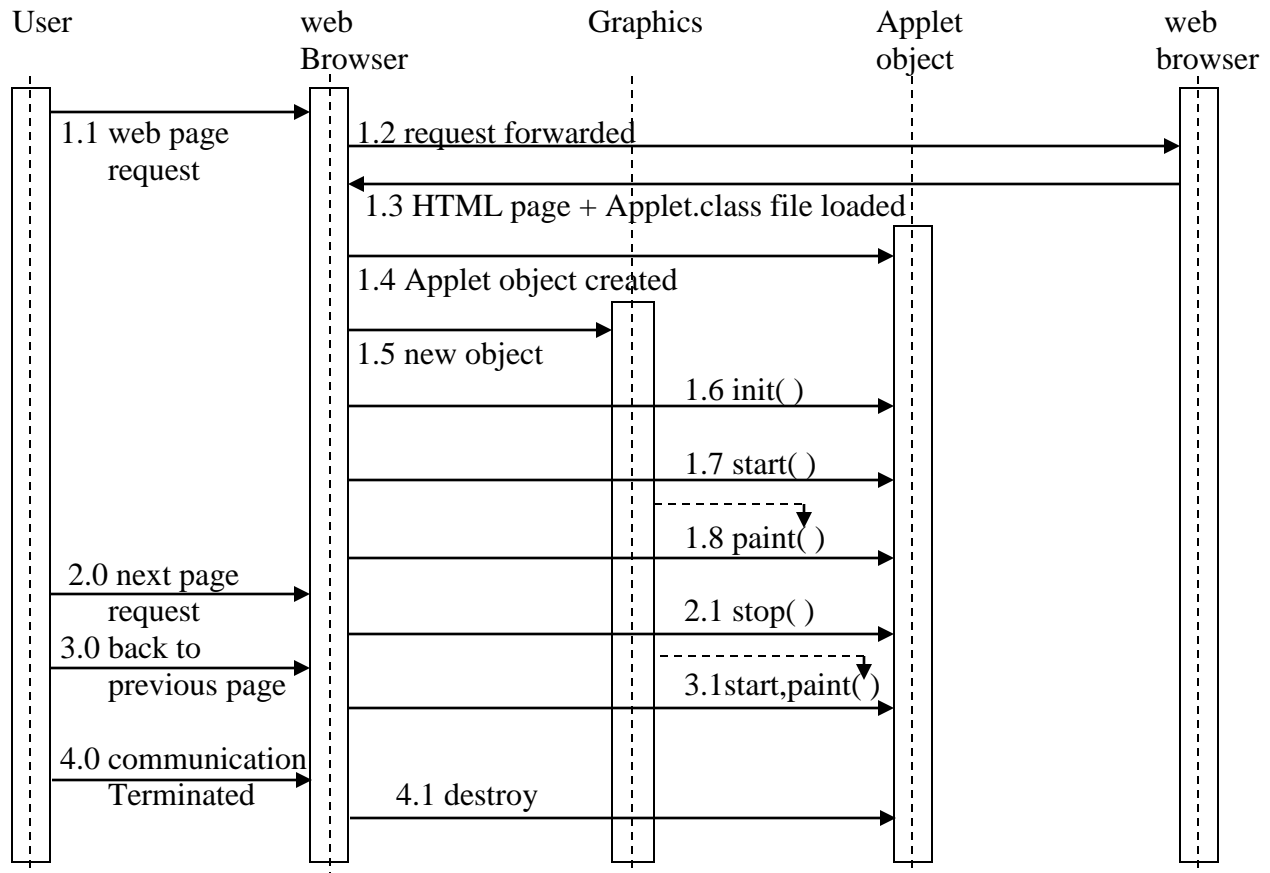 User
web
Browser
Graphics
Applet
object
web
browser
1.1 web page
request
1.2 request forwarded
1.3 HTML page + Applet.class file loaded
1.4 Applet object created
1.5 new object
1.6 init( )
1.7 start( )
1.8 paint( )
2.0 next page
request
2.1 stop( )
3.0 back to
previous page
3.1start,paint( )
4.0 communication
Terminated
4.1 destroy